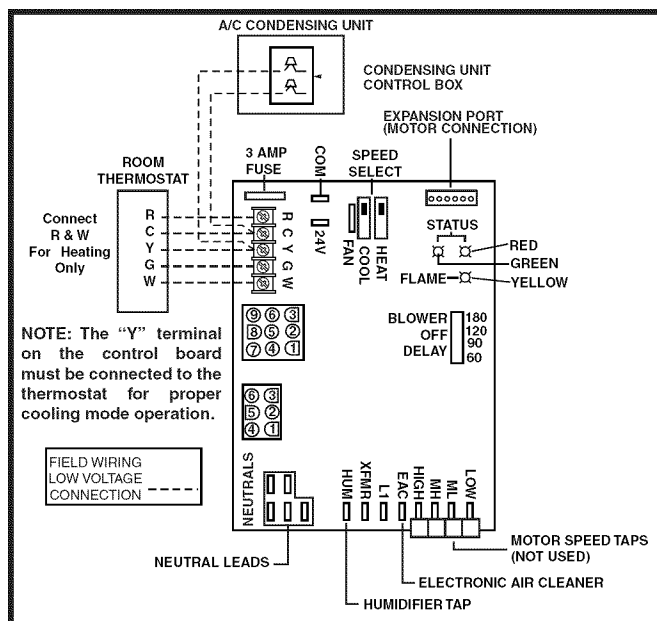 A/C CONDENSING UNIT
CONDENSING UNIT
CONTROL BOX
EXPANSION PORT
(MOTOR CONNECTION)
ROOM
THERMOSTAT
3 AMP
FUSE
COM
SPEED
SELECT
Connect
R & W
For Heating
Only
R
C
Y
G
W
R
C
Y
G
W
24V
FAN
COOL
HEAT
STATUS
RED
GREEN
FLAME
YELLOW
9 6 3
8 5 2
7 4 1
BLOWER
OFF
DELAY
180
120
90
60
NOTE: The “Y” terminal
on the control board
must be connected to the
thermostat for proper
cooling mode operation.
6 3
5 2
4 1
FIELD WIRING
LOW VOLTAGE
CONNECTION
NEUTRALS
HUM
XFMR
L1
EAC
HIGH
MH
ML
LOW
MOTOR SPEED TAPS
(NOT USED)
NEUTRAL LEADS
ELECTRONIC AIR CLEANER
HUMIDIFIER TAP